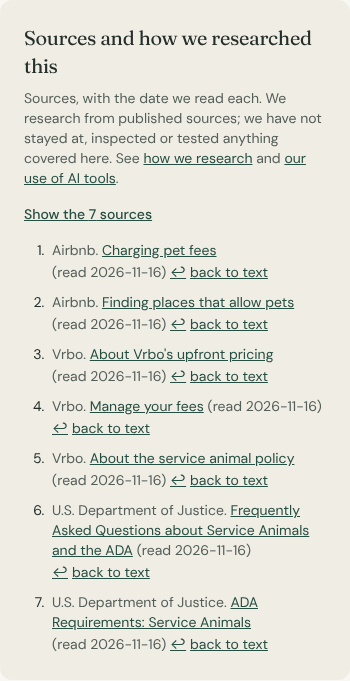 Sources and how we researched
this
Sources, with the date we read each. We
research from published sources; we have not
stayed at, inspected or tested anything
covered here. See how we research and our
use of AI tools.
Show the 7 sources
1. Airbnb. Charging pet fees
(read 2026-11-16) ↩ back to text
2. Airbnb. Finding places that allow pets
(read 2026-11-16) ↩ back to text
3. Vrbo. About Vrbo's upfront pricing
(read 2026-11-16) ↩ back to text
4. Vrbo. Manage your fees (read 2026-11-16)
↩ back to text
5. Vrbo. About the service animal policy
(read 2026-11-16) ↩ back to text
6. U.S. Department of Justice. Frequently
Asked Questions about Service Animals
and the ADA (read 2026-11-16)
↩ back to text
7. U.S. Department of Justice. ADA
Requirements: Service Animals
(read 2026-11-16) ↩ back to text